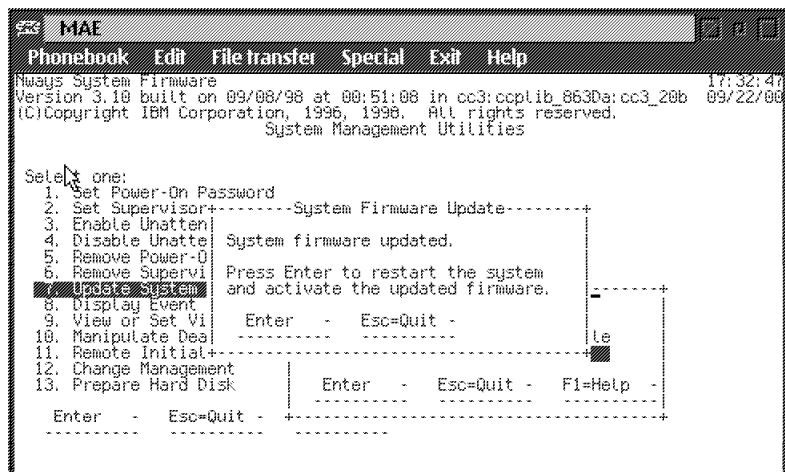 MAE
Phonebook Edit File transfer Special Exit Help
Nways System Firmware 17:32:47
Version 3.10 built on 09/08/98 at 00:51:08 in cc3:ccplib_863Da:cc3_20b 09/22/00
(C)Copyright IBM Corporation, 1996, 1998. All rights reserved.
System Management Utilities
Select one:
1. Set Power-On Password
2. Set Supervisor+--------System Firmware Update--------+
3. Enable Unatten|
4. Disable Unatte| System firmware updated.
5. Remove Power-O|
6. Remove Supervi| Press Enter to restart the system
7. Update System | and activate the updated firmware.
8. Display Event
9. View or Set Vi| Enter - Esc=Quit -
10. Manipulate Dea| le
11. Remote Initial+
12. Change Management
13. Prepare Hard Disk | Enter - Esc=Quit - F1=Help -
Enter - Esc=Quit -